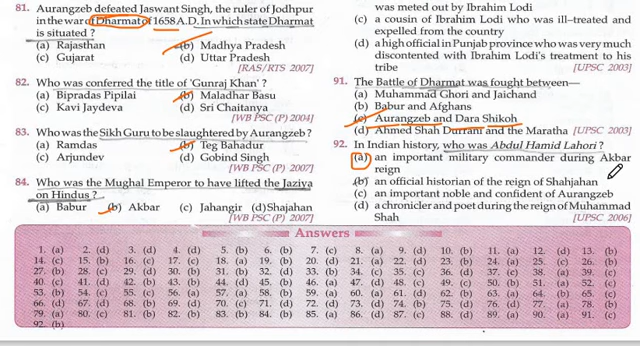 81. Aurangzeb defeated Jaswant Singh, the ruler of Jodhpur
in the war of Dharmat of 1658 A.D. In which state Dharmat
is situated ?
(a) Rajasthan (b) Madhya Pradesh
(c) Gujarat (d) Uttar Pradesh
[RAS/RTS 2007]
82. Who was conferred the title of 'Gunraj Khan' ?
(a) Bipradas Pipilai (b) Maladhar Basu
(c) Kavi Jaydeva (d) Sri Chaitanya
[WB PSC (P) 2004]
83. Who was the Sikh Guru to be slaughtered by Aurangzeb ?
(a) Ramdas (b) Teg Bahadur
(c) Arjundev (d) Gobind Singh
[WB PSC (P) 2007]
84. Who was the Mughal Emperor to have lifted the Jaziya
on Hindus ?
(a) Babur (b) Akbar (c) Jahangir (d) Shajahan
[WB PSC (P) 2007]
was meted out by Ibrahim Lodi
(c) a cousin of Ibrahim Lodi who was ill-treated and
expelled from the country
(d) a high official in Punjab province who was very much
discontented with Ibrahim Lodi's treatment to his
tribe [UPSC 2003]
91. The Battle of Dharmat was fought between—
(a) Muhammad Ghori and Jaichand
(b) Babur and Afghans
(c) Aurangzeb and Dara Shikoh
(d) Ahmed Shah Durrani and the Maratha [UPSC 2003]
92. In Indian history, who was Abdul Hamid Lahori ?
(a) an important military commander during Akbar
reign
(b) an official historian of the reign of Shahjahan
(c) an important noble and confident of Aurangzeb
(d) a chronicler and poet during the reign of Muhammad
Shah [UPSC 2006]
Answers
1. (a) 2. (d) 3. (d) 4. (d) 5. (b) 6. (b) 7. (c) 8. (a) 9. (d) 10. (b) 11. (a) 12. (d) 13. (b)
14. (c) 15. (b) 16. (c) 17. (c) 18. (a) 19. (b) 20. (d) 21. (a) 22. (d) 23. (b) 24. (a) 25. (c) 26. (b)
27. (b) 28. (c) 29. (d) 30. (b) 31. (b) 32. (d) 33. (b) 34. (c) 35. (c) 36. (d) 37. (c) 38. (a) 39. (c)
40. (c) 41. (d) 42. (b) 43. (b) 44. (d) 45. (b) 46. (a) 47. (d) 48. (c) 49. (c) 50. (b) 51. (a) 52. (c)
53. (b) 54. (c) 55. (c) 56. (a) 57. (a) 58. (b) 59. (a) 60. (a) 61. (d) 62. (b) 63. (a) 64. (b) 65. (c)
66. (d) 67. (d) 68. (b) 69. (d) 70. (c) 71. (d) 72. (d) 73. (d) 74. (b) 75. (d) 76. (d) 77. (a) 78. (b)
79. (a) 80. (c) 81. (b) 82. (b) 83. (b) 84. (b) 85. (a) 86. (d) 87. (c) 88. (d) 89. (a) 90. (a) 91. (c)
92. (b)